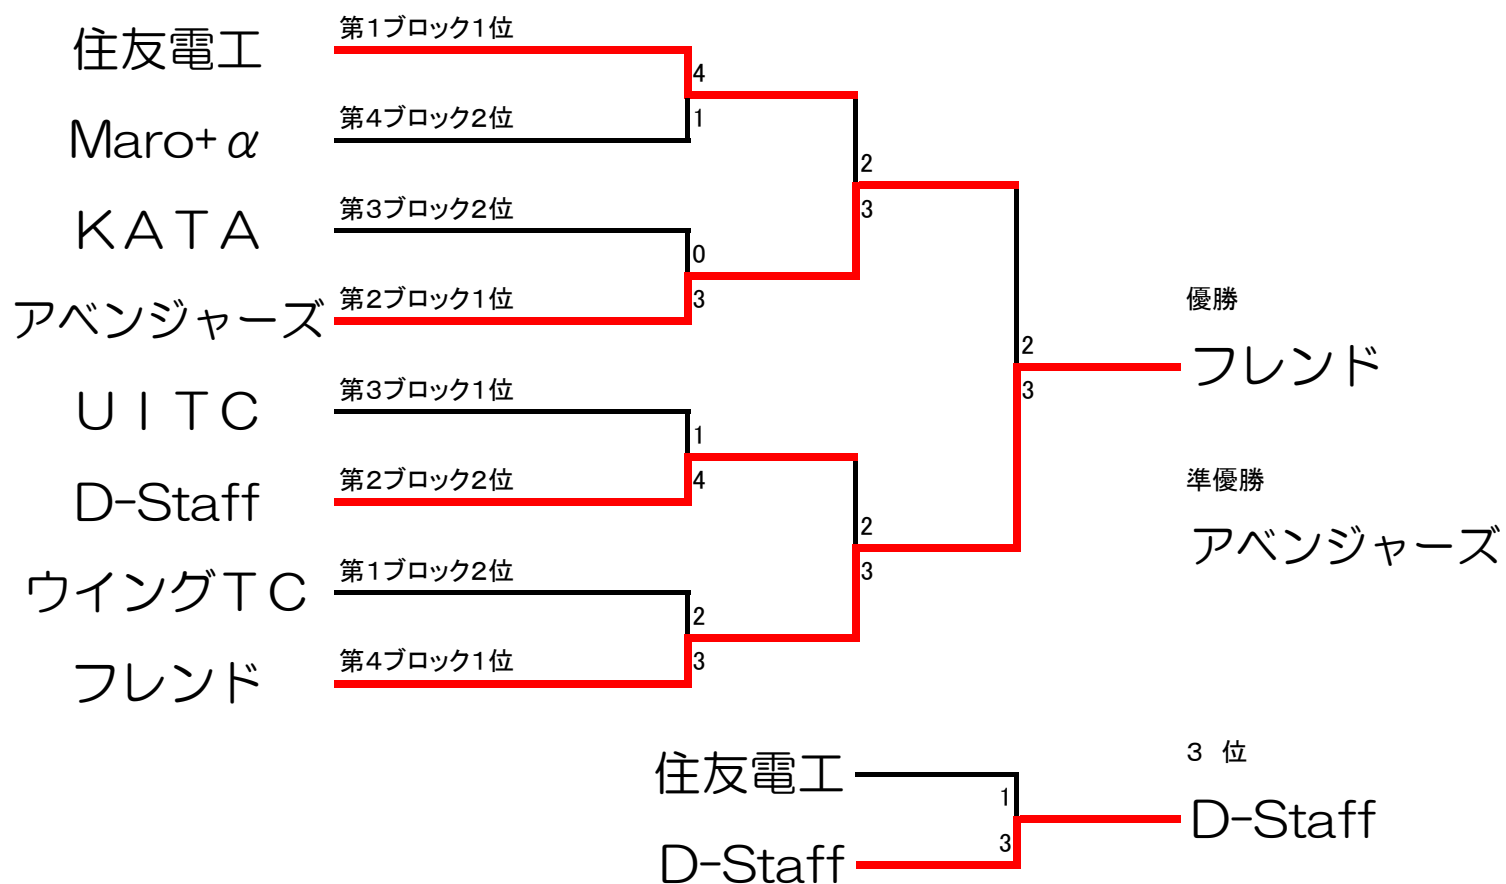 住友電工
第1ブロック1位
4
Maro+α
第4ブロック2位
1
2
KATA
第3ブロック2位
0
3
アベンジャーズ
第2ブロック1位
3
優勝
フレンド
2
3
UITC
第3ブロック1位
1
D-Staff
第2ブロック2位
4
準優勝
アベンジャーズ
2
3
ウイングTC
第1ブロック2位
2
フレンド
第4ブロック1位
3
住友電工
1
3 位
D-Staff
D-Staff
3